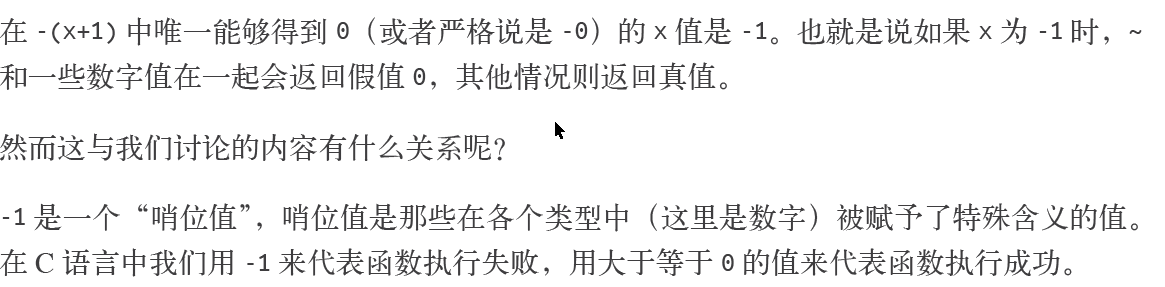 在 -(x+1) 中唯一能够得到 0（或者严格说是 -0）的 x 值是 -1。也就是说如果 x 为 -1 时，~
和一些数字值在一起会返回假值 0，其他情况则返回真值。
然而这与我们讨论的内容有什么关系呢？
-1 是一个“哨位值”，哨位值是那些在各个类型中（这里是数字）被赋予了特殊含义的值。
在 C 语言中我们用 -1 来代表函数执行失败，用大于等于 0 的值来代表函数执行成功。